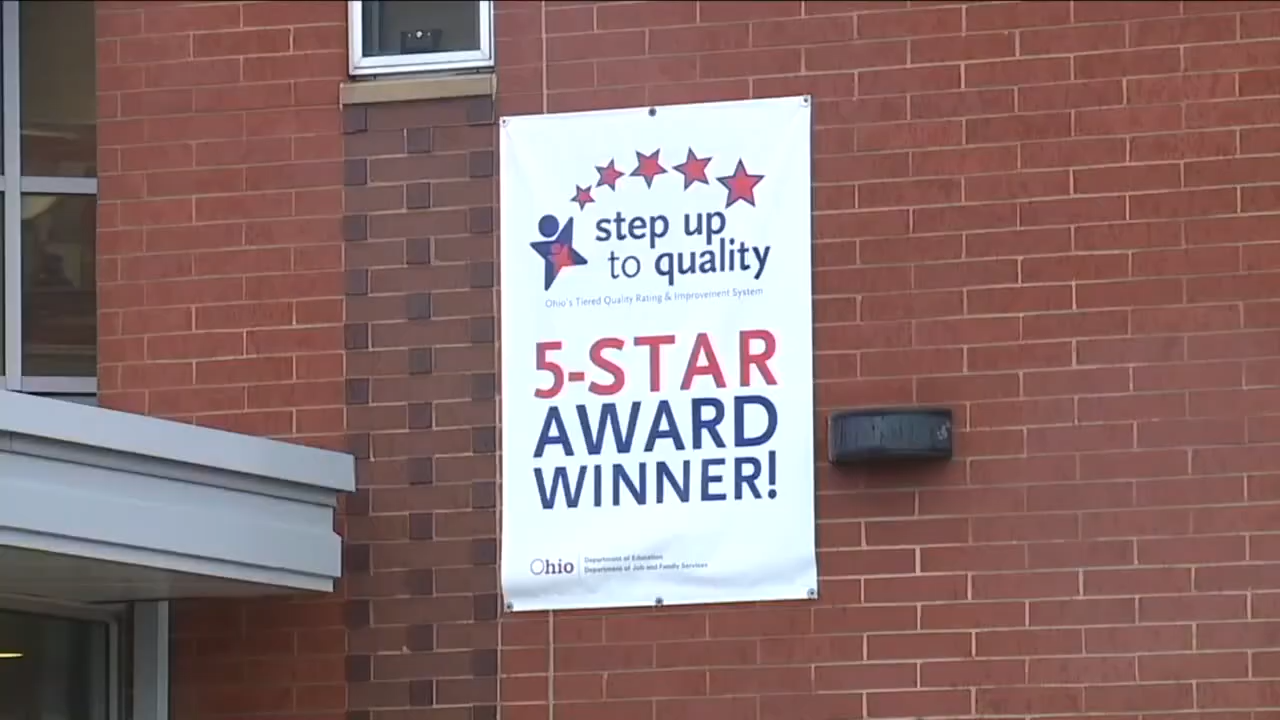 step up
to quality
Ohio's Tiered Quality Rating & Improvement System
5-STAR
AWARD
WINNER!
Ohio
Department of Education
Department of Job and Family Services